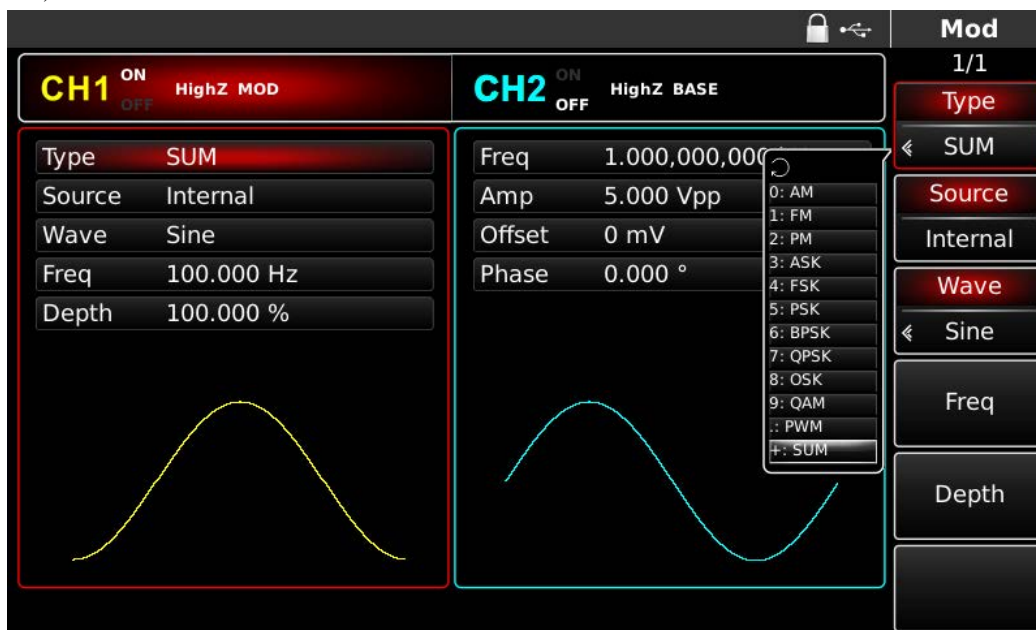 Mod
1/1
CH1 ON OFF HighZ MOD
CH2 ON OFF HighZ BASE
Type SUM
Source Internal
Wave Sine
Freq 100.000 Hz
Depth 100.000 %
Freq 1.000,000,000
Amp 5.000 Vpp
Offset 0 mV
Phase 0.000 °
0: AM
1: FM
2: PM
3: ASK
4: FSK
5: PSK
6: BPSK
7: QPSK
8: OSK
9: QAM
.: PWM
+: SUM
Type
SUM
Source
Internal
Wave
Sine
Freq
Depth